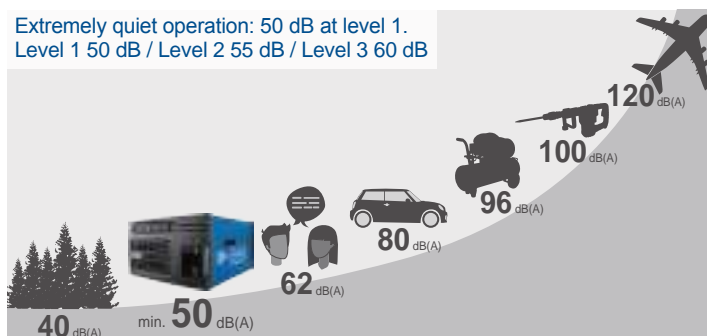 Extremely quiet operation: 50 dB at level 1.
Level 1 50 dB / Level 2 55 dB / Level 3 60 dB
40 dB(A)
min. 50 dB(A)
62 dB(A)
80 dB(A)
96 dB(A)
100 dB(A)
120 dB(A)